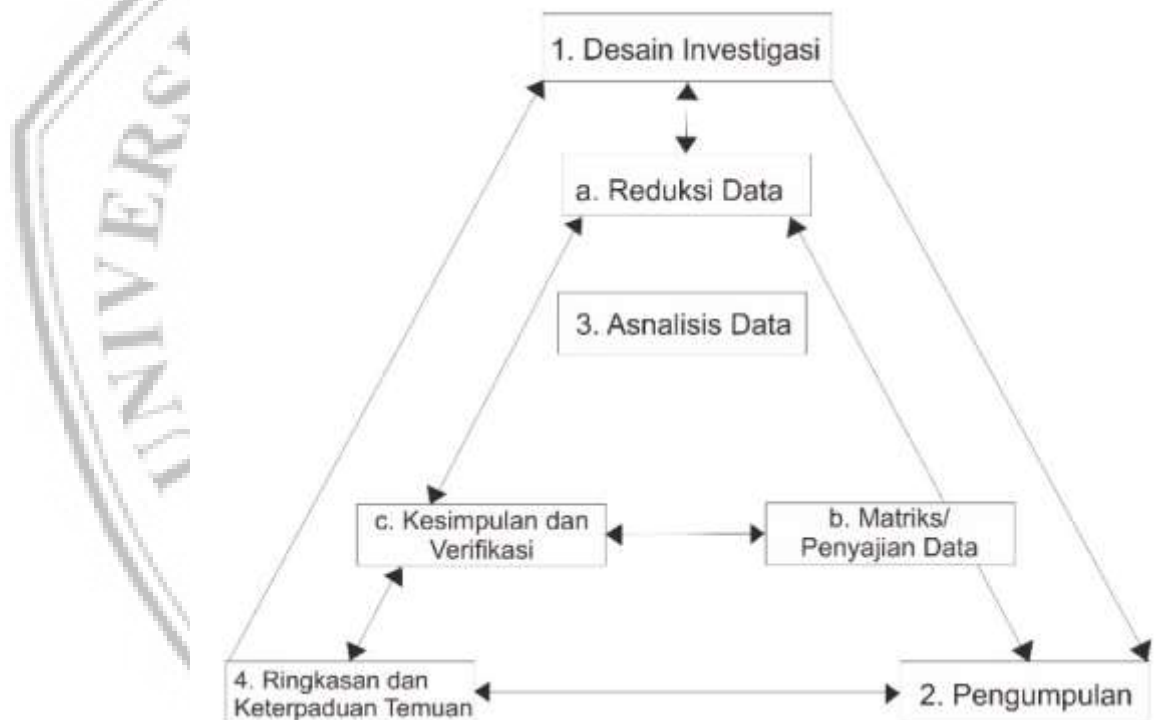 UNIVERS
1. Desain Investigasi
a. Reduksi Data
3. Asnalisis Data
c. Kesimpulan dan
Verifikasi
b. Matriks/
Penyajian Data
4. Ringkasan dan
Keterpaduan Temuan
2. Pengumpulan